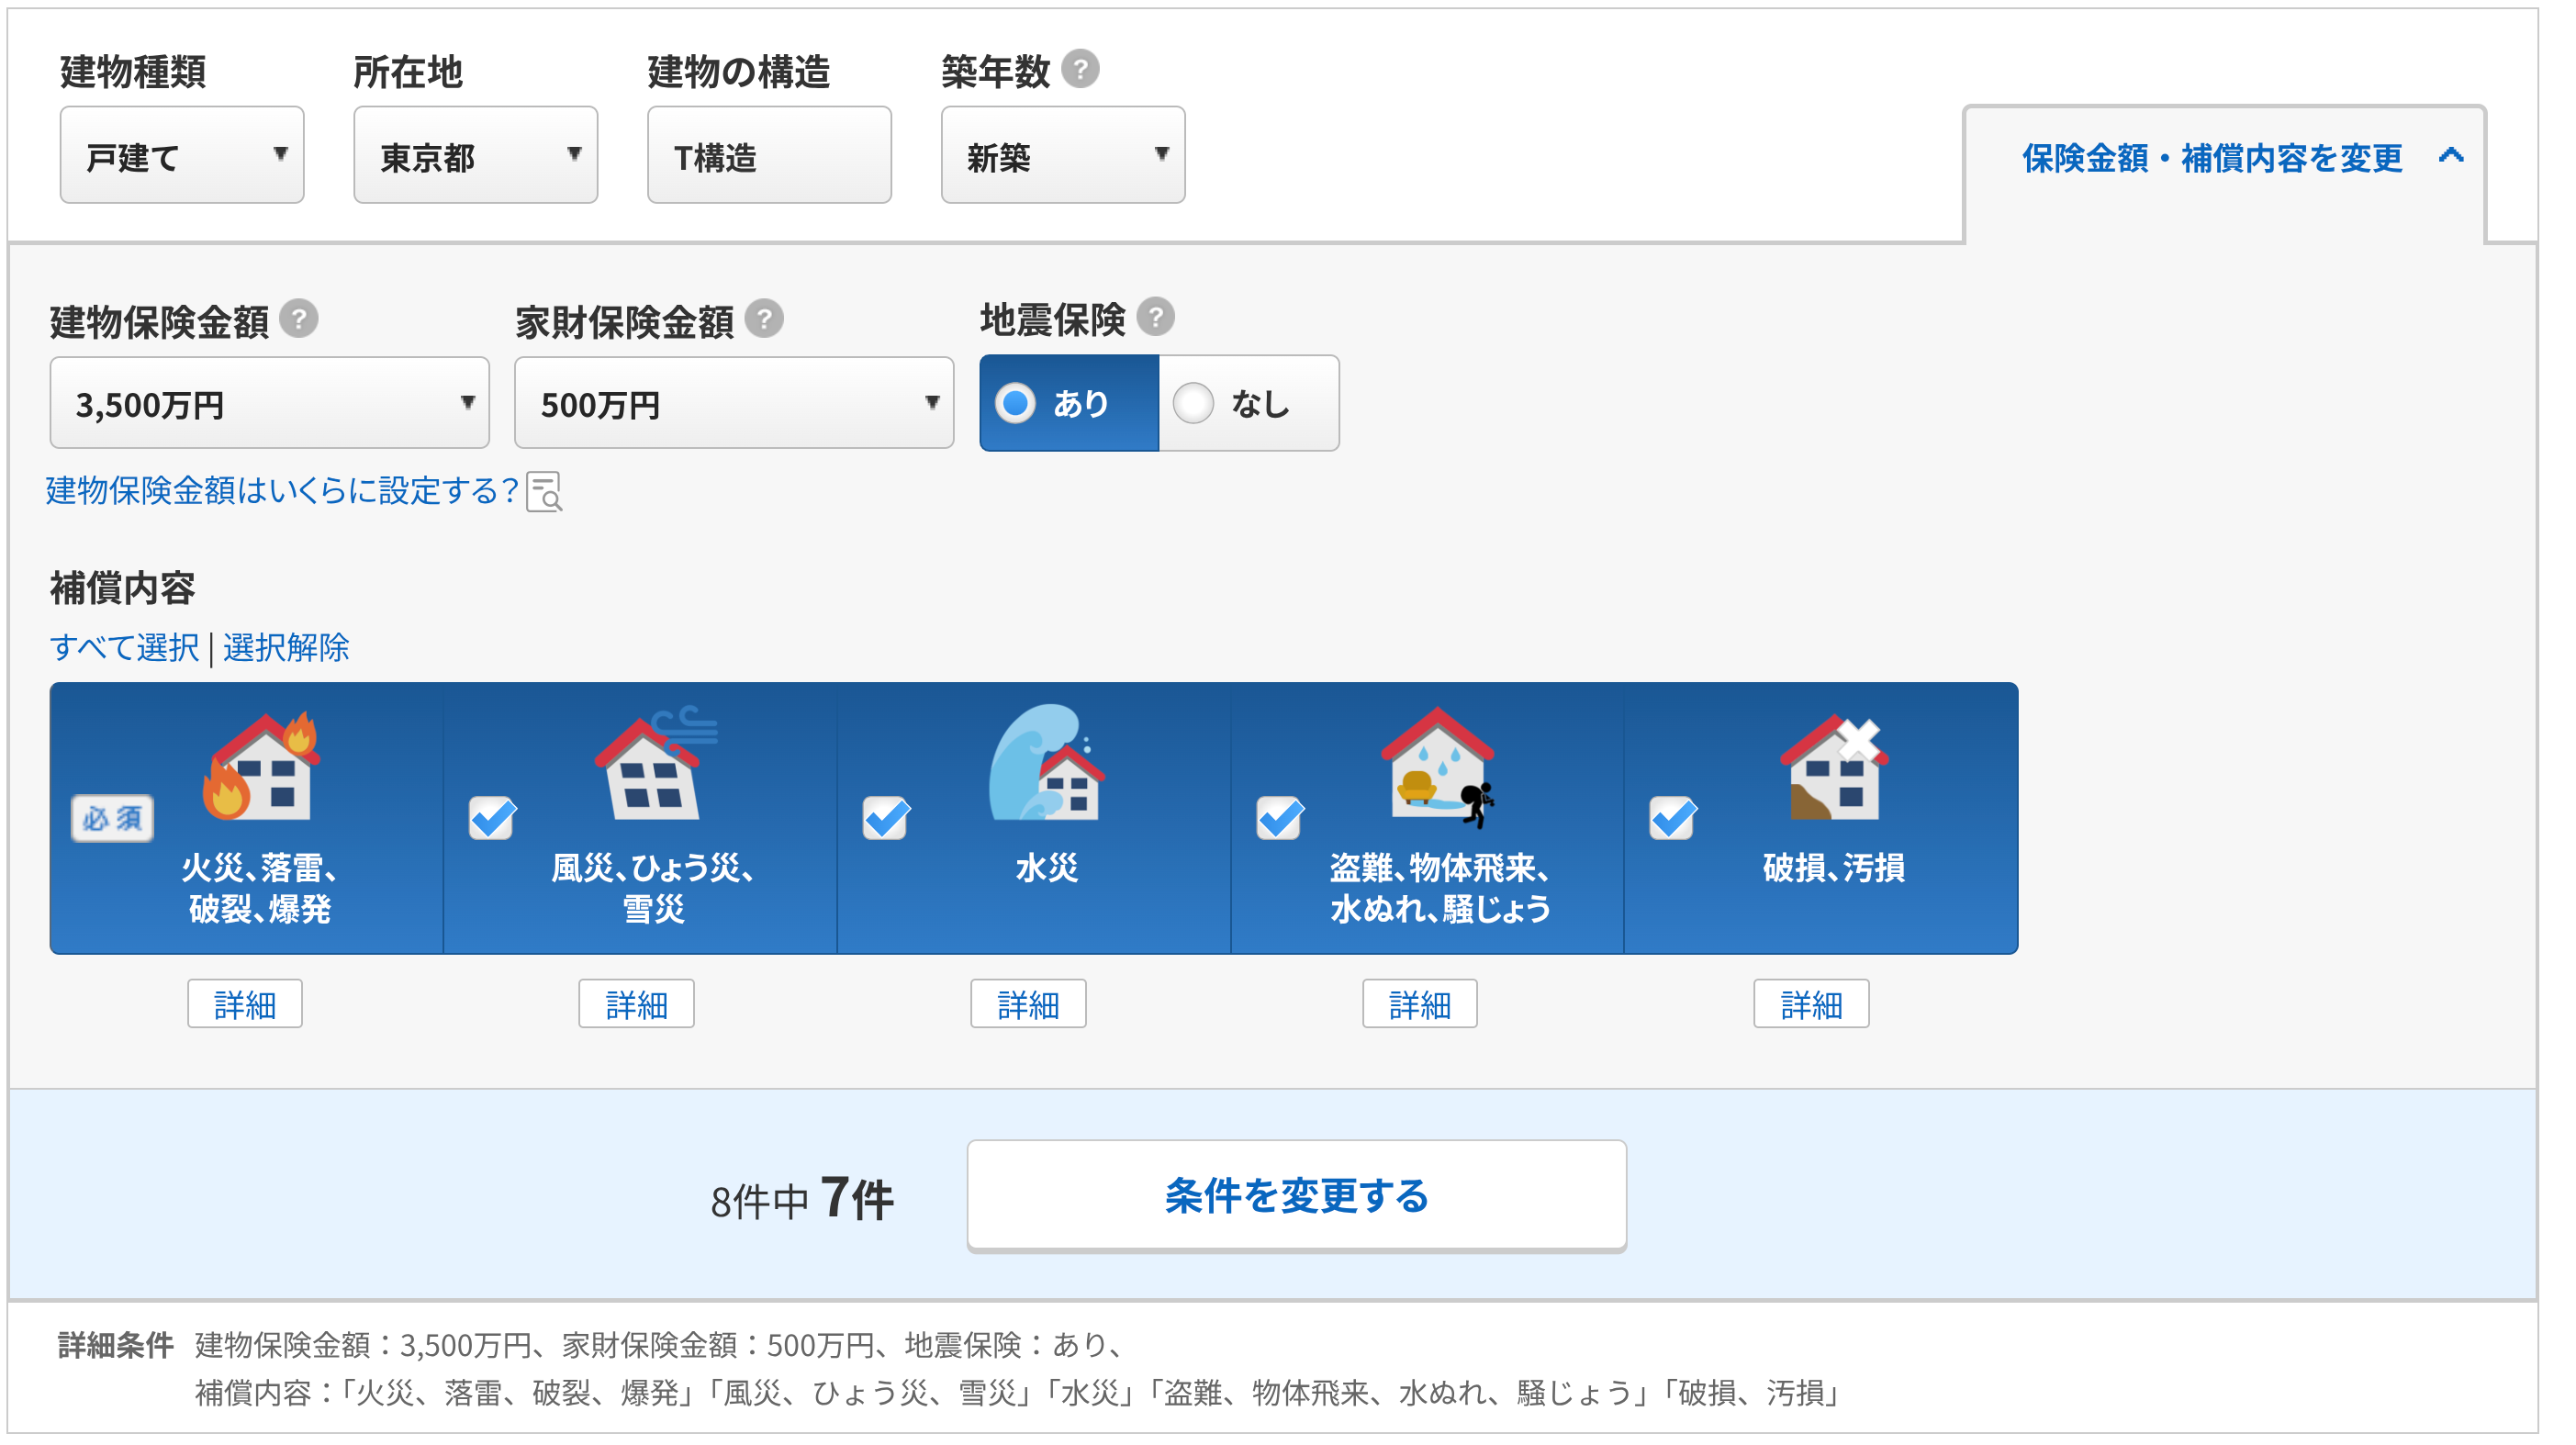 建物種類
所在地
建物の構造
築年数 ?
戸建て
東京都
T構造
新築
保険金額・補償内容を変更
建物保険金額 ?
家財保険金額 ?
地震保険 ?
3,500万円
500万円
あり
なし
建物保険金額はいくらに設定する?
補償内容
すべて選択 | 選択解除
必須
火災、落雷、
破裂、爆発
風災、ひょう災、
雪災
水災
盗難、物体飛来、
水ぬれ、騒じょう
破損、汚損
詳細
詳細
詳細
詳細
詳細
8件中 7件
条件を変更する
詳細条件 建物保険金額：3,500万円、家財保険金額：500万円、地震保険：あり、
補償内容：「火災、落雷、破裂、爆発」「風災、ひょう災、雪災」「水災」「盗難、物体飛来、水ぬれ、騒じょう」「破損、汚損」